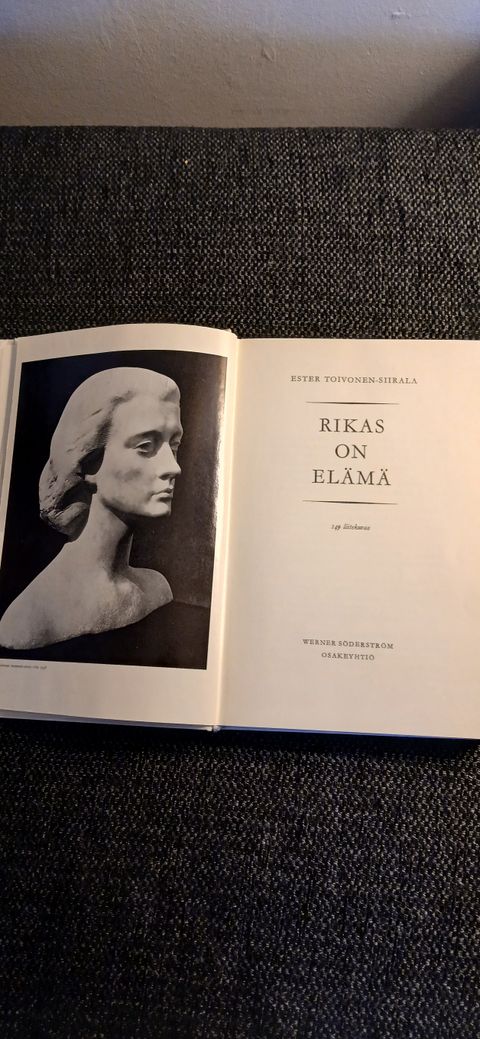 ESTER TOIVONEN-SIIRALA
RIKAS
ON
ELÄMÄ
149 liitekuvaa
WERNER SÖDERSTRÖM
OSAKEYHTIÖ